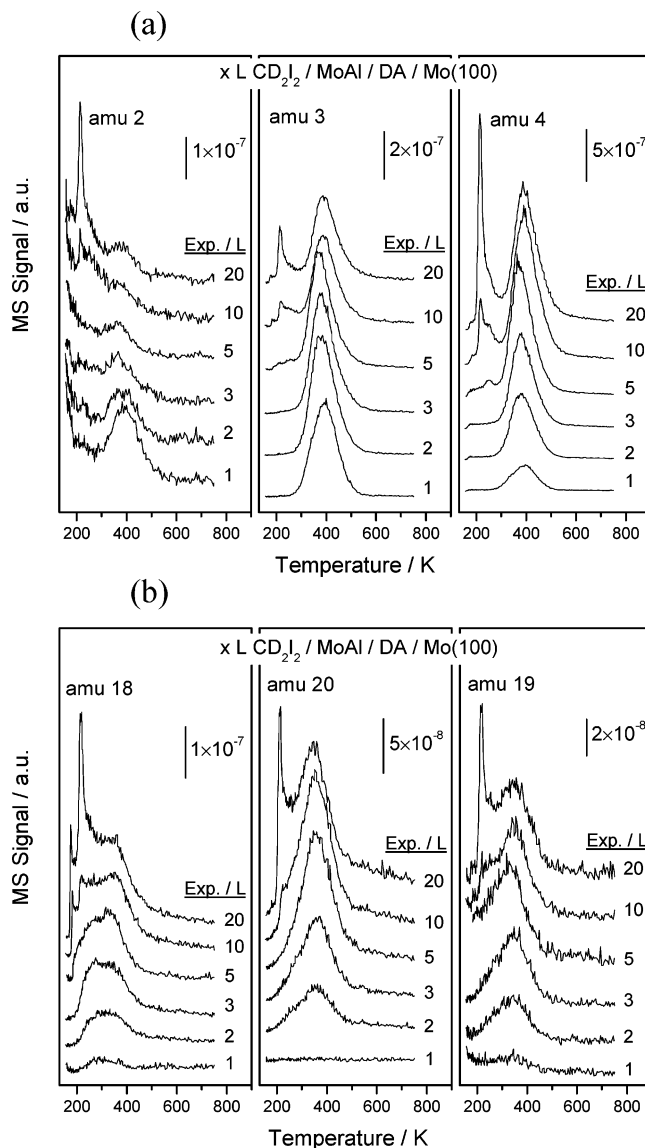 (a)
x L CD₂I₂ / MoAl / DA / Mo(100)
amu 2
1×10⁻⁷
amu 3
2×10⁻⁷
amu 4
5×10⁻⁷
MS Signal / a.u.
Exp. / L
20
10
5
3
2
1
Exp. / L
20
10
5
3
2
1
Exp. / L
20
10
5
3
2
1
200 400 600 800
200 400 600 800
200 400 600 800
Temperature / K
(b)
x L CD₂I₂ / MoAl / DA / Mo(100)
amu 18
1×10⁻⁷
amu 20
5×10⁻⁸
amu 19
2×10⁻⁸
MS Signal / a.u.
Exp. / L
20
10
5
3
2
1
Exp. / L
20
10
5
3
2
1
Exp. / L
20
10
5
3
2
1
200 400 600 800
200 400 600 800
200 400 600 800
Temperature / K